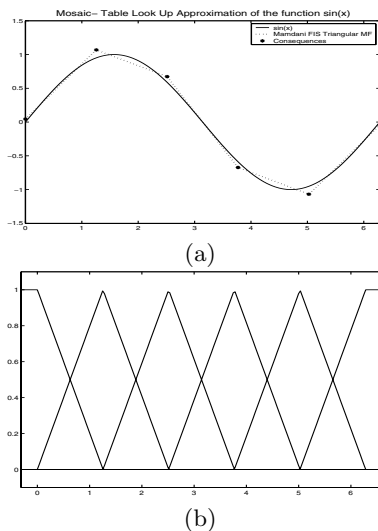 Mosaic- Table Look Up Approximation of the function sin(x)
sin(x)
Mamdani FIS Triangular MF
Consequences
1.5
1
0.5
0
-0.5
-1
-1.5
0 1 2 3 4 5 6
(a)
1
0.8
0.6
0.4
0.2
0
0 1 2 3 4 5 6
(b)